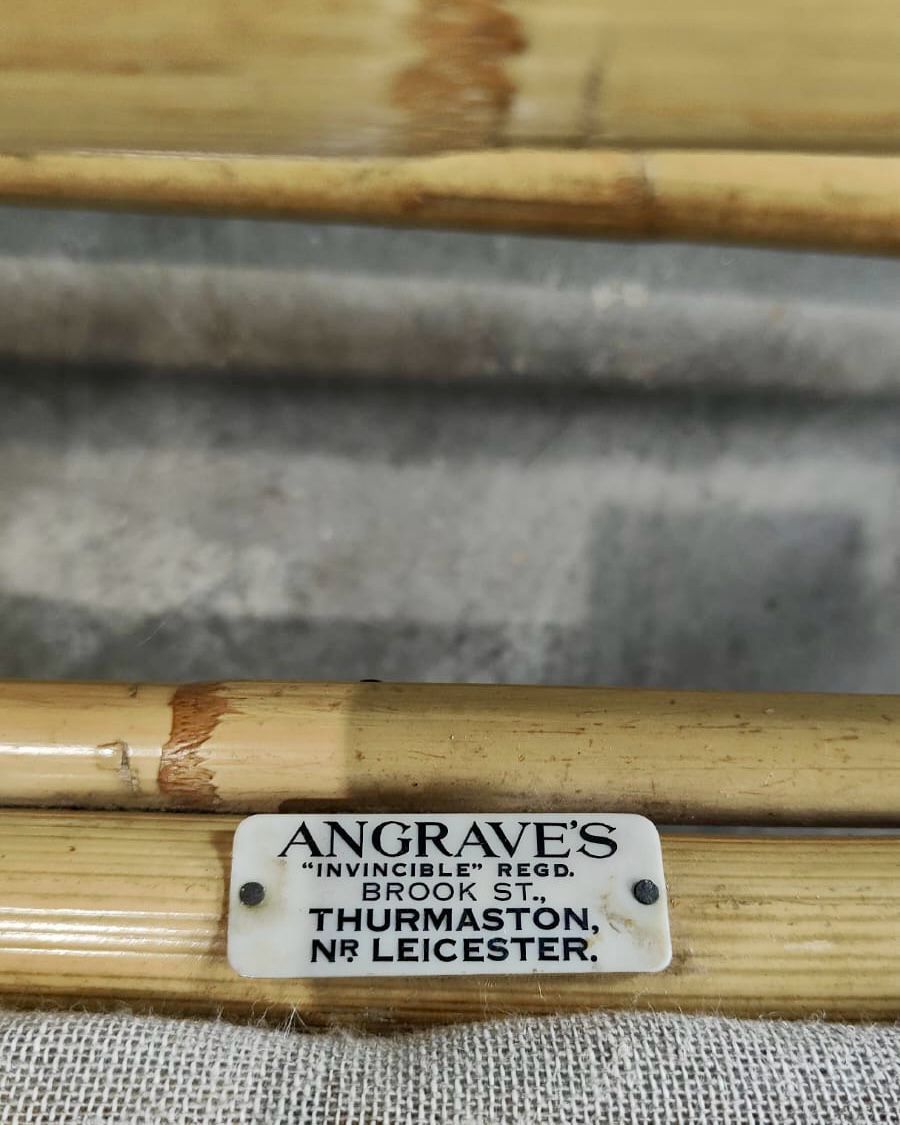 ANGRAVE'S
"INVINCIBLE" REGD.
BROOK ST.,
THURMASTON,
NR. LEICESTER.